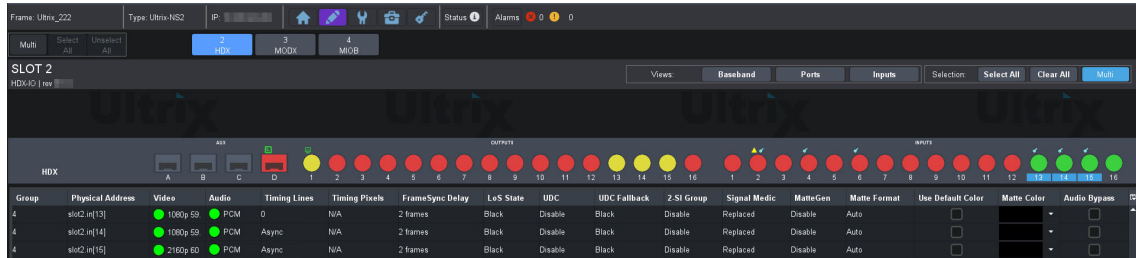 Frame: Ultrix_222 Type: Ultrix-NS2 IP: Status Alarms 0 0
Multi Select All Unselect All 2 HDX 3 MODX 4 MIOB
SLOT 2
HDX-IO | rev
Views: Baseband Ports Inputs Selection: Select All Clear All Multi
Ultrix Ultrix Ultrix Ultrix
AUX OUTPUTS INPUTS
HDX
A B C D 1 2 3 4 5 6 7 8 9 10 11 12 13 14 15 16 1 2 3 4 5 6 7 8 9 10 11 12 13 14 15 16
Group Physical Address Video Audio Timing Lines Timing Pixels FrameSync Delay LoS State UDC UDC Fallback 2-SI Group Signal Medic MatteGen Matte Format Use Default Color Matte Color Audio Bypass
4 slot2.in[13] 1080p 59. PCM 0 N/A 2 frames Black Disable Black Disable Replaced Disable Auto
4 slot2.in[14] 1080p 59. PCM Async N/A 2 frames Black Disable Black Disable Replaced Disable Auto
4 slot2.in[15] 2160p 60 PCM Async N/A 2 frames Black Disable Black Disable Replaced Disable Auto